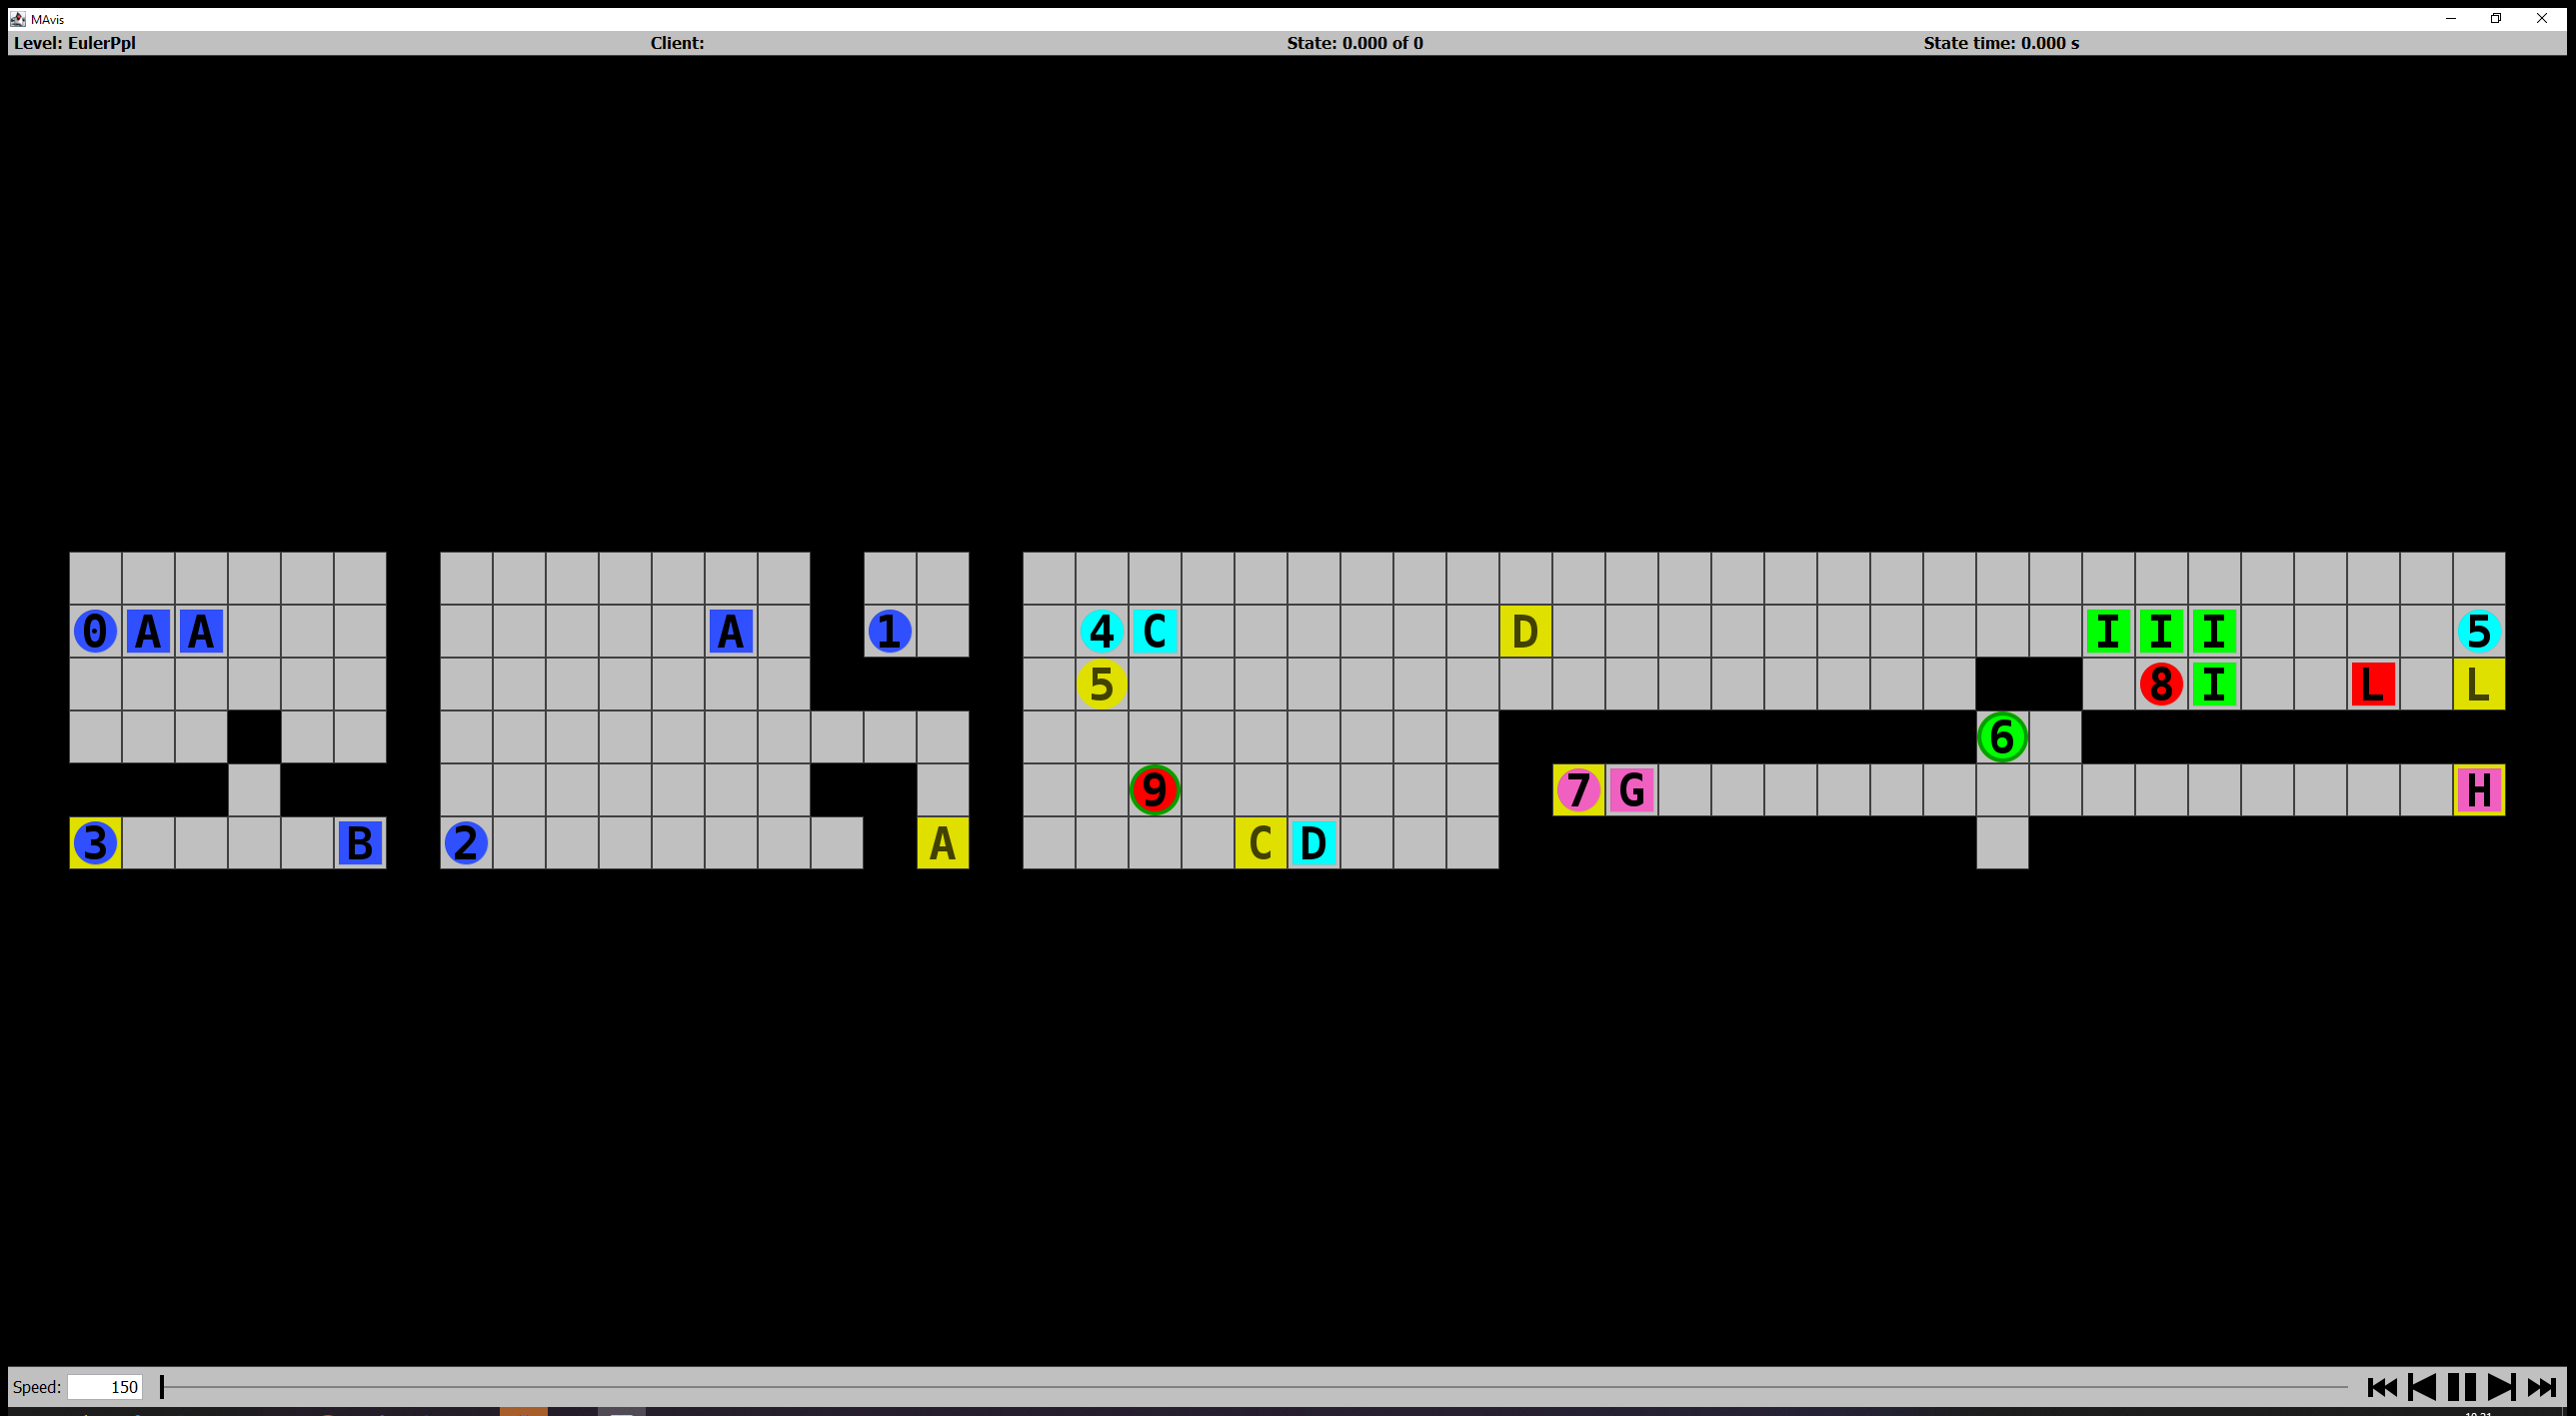 MAvis
Level: EulerPpl Client: State: 0.000 of 0 State time: 0.000 s
0 A A A 1 4 C D I I I 5
5 8 I L L
6
9 7 G H
3 B 2 A C D
Speed: 150